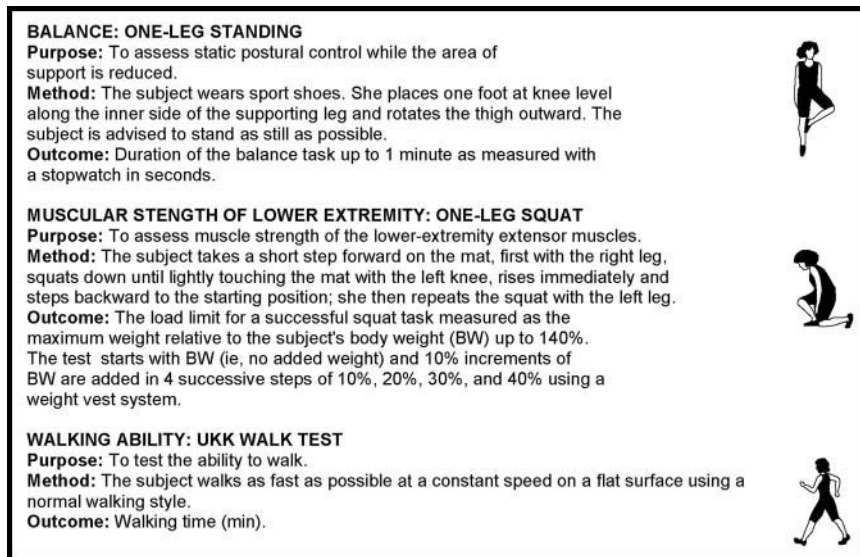 BALANCE: ONE-LEG STANDING
Purpose: To assess static postural control while the area of
support is reduced.
Method: The subject wears sport shoes. She places one foot at knee level
along the inner side of the supporting leg and rotates the thigh outward. The
subject is advised to stand as still as possible.
Outcome: Duration of the balance task up to 1 minute as measured with
a stopwatch in seconds.
MUSCULAR STENGTH OF LOWER EXTREMITY: ONE-LEG SQUAT
Purpose: To assess muscle strength of the lower-extremity extensor muscles.
Method: The subject takes a short step forward on the mat, first with the right leg,
squats down until lightly touching the mat with the left knee, rises immediately and
steps backward to the starting position; she then repeats the squat with the left leg.
Outcome: The load limit for a successful squat task measured as the
maximum weight relative to the subject's body weight (BW) up to 140%.
The test starts with BW (ie, no added weight) and 10% increments of
BW are added in 4 successive steps of 10%, 20%, 30%, and 40% using a
weight vest system.
WALKING ABILITY: UKK WALK TEST
Purpose: To test the ability to walk.
Method: The subject walks as fast as possible at a constant speed on a flat surface using a
normal walking style.
Outcome: Walking time (min).